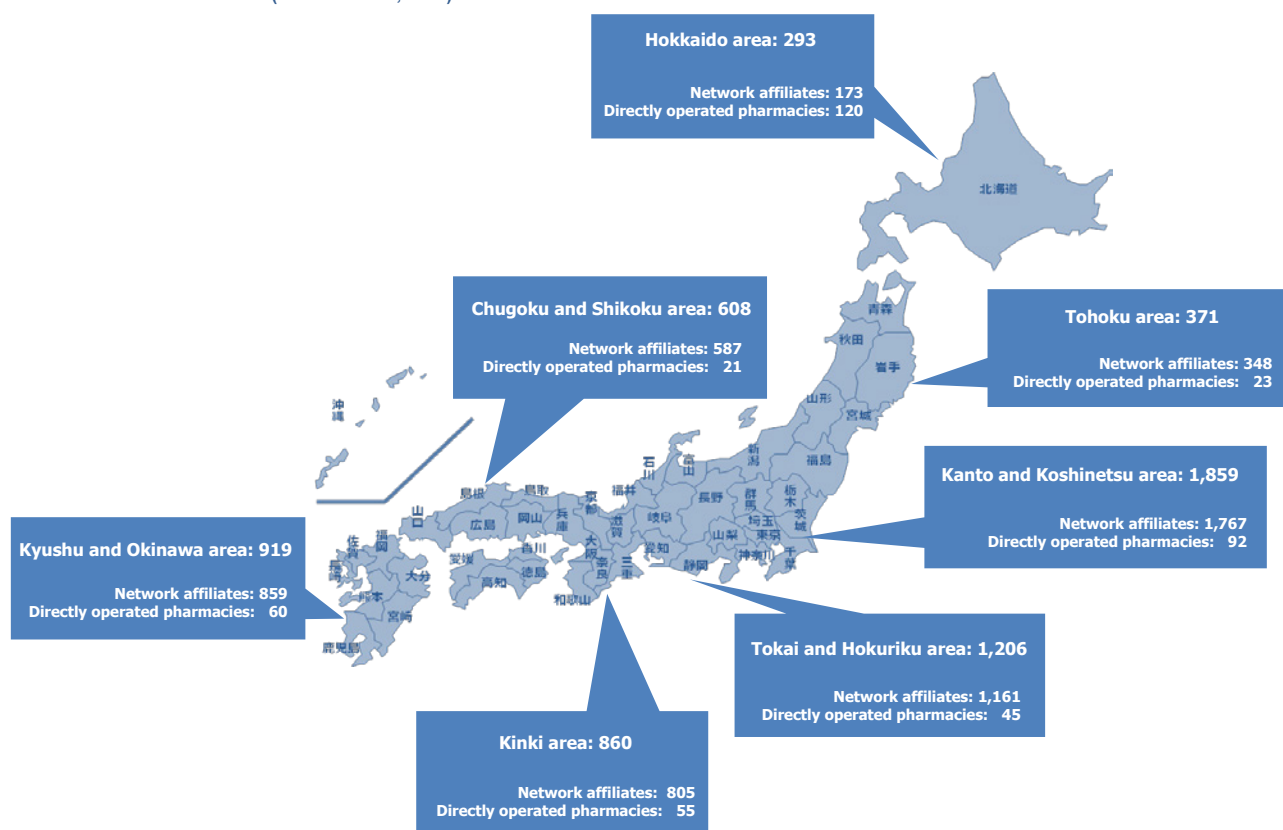 Hokkaido area: 293
Network affiliates: 173
Directly operated pharmacies: 120
北海道
Chugoku and Shikoku area: 608
Network affiliates: 587
Directly operated pharmacies: 21
Tohoku area: 371
Network affiliates: 348
Directly operated pharmacies: 23
青森
秋田
岩手
山形
宮城
福島
新潟
沖縄
Kanto and Koshinetsu area: 1,859
Network affiliates: 1,767
Directly operated pharmacies: 92
富山
石川
福井
長野
群馬
栃木
茨城
埼玉
東京
山梨
神奈川
千葉
岐阜
愛知
静岡
三重
滋賀
京都
兵庫
大阪
奈良
和歌山
鳥取
島根
岡山
広島
山口
香川
愛媛
徳島
高知
福岡
佐賀
長崎
大分
熊本
宮崎
鹿児島
Kyushu and Okinawa area: 919
Network affiliates: 859
Directly operated pharmacies: 60
Tokai and Hokuriku area: 1,206
Network affiliates: 1,161
Directly operated pharmacies: 45
Kinki area: 860
Network affiliates: 805
Directly operated pharmacies: 55